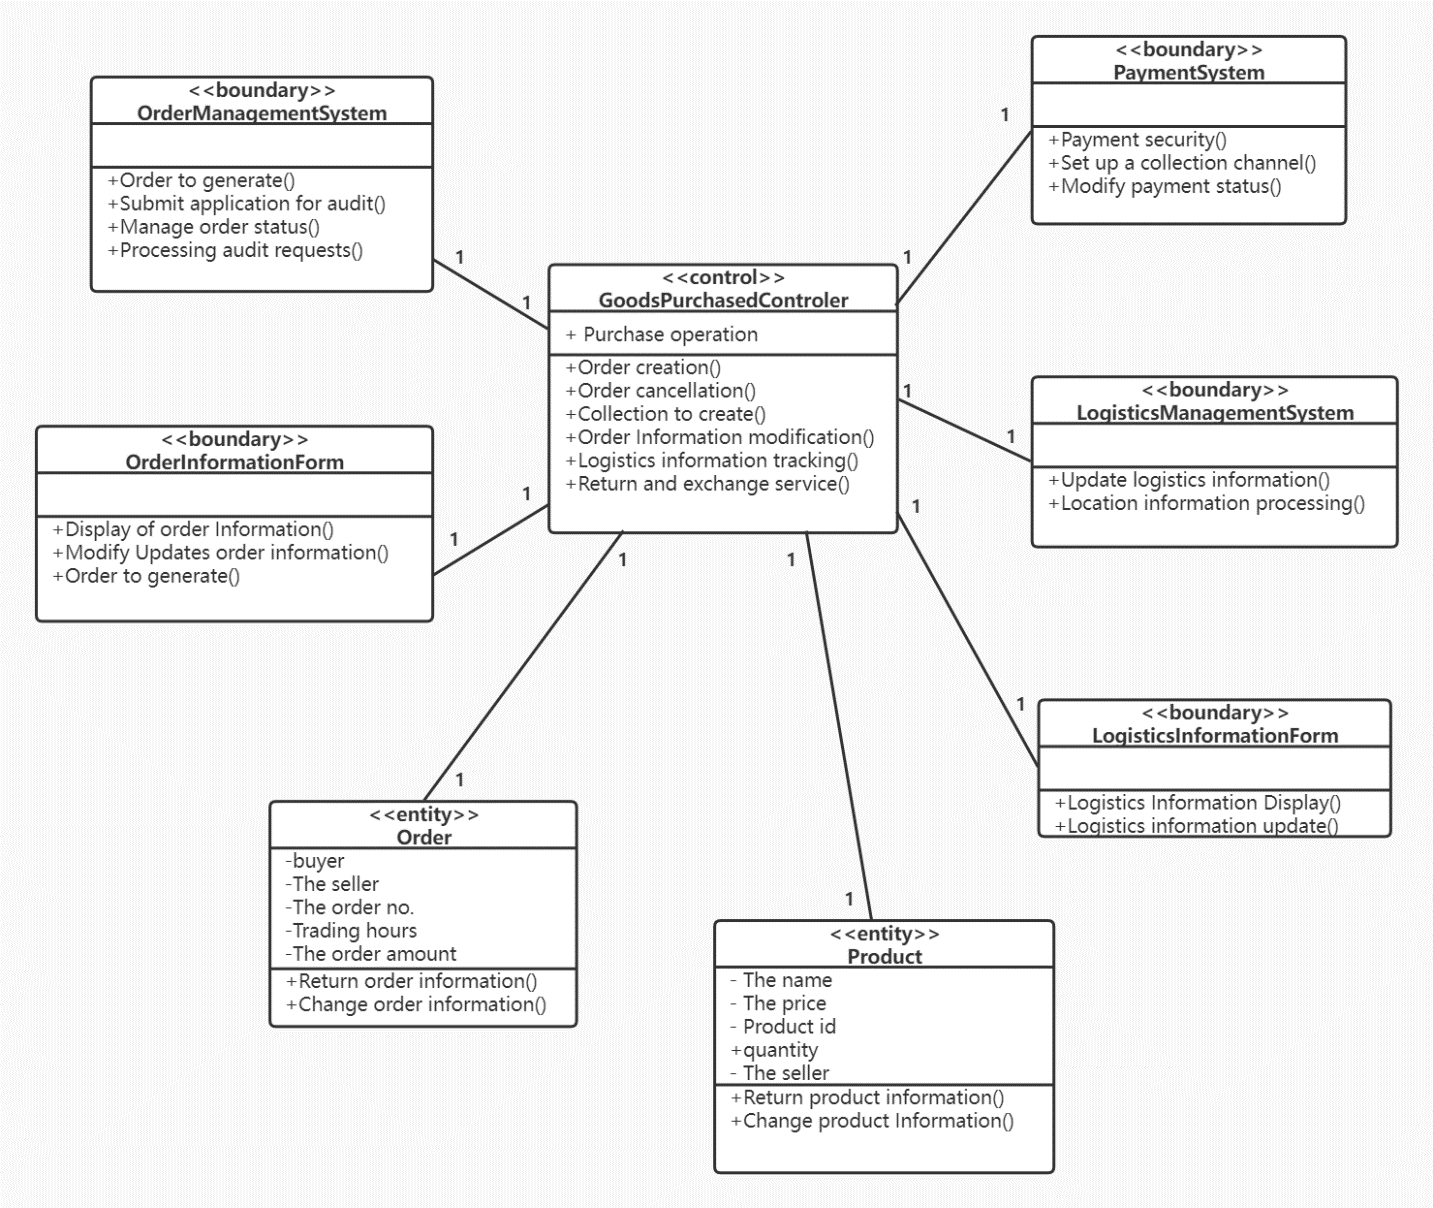 <<boundary>>
OrderManagementSystem
+Order to generate()
+Submit application for audit()
+Manage order status()
+Processing audit requests()
<<boundary>>
PaymentSystem
+Payment security()
+Set up a collection channel()
+Modify payment status()
1
1
1
1
<<control>>
GoodsPurchasedControler
+ Purchase operation
+Order creation()
+Order cancellation()
+Collection to create()
+Order Information modification()
+Logistics information tracking()
+Return and exchange service()
1
1
<<boundary>>
LogisticsManagementSystem
+Update logistics information()
+Location information processing()
<<boundary>>
OrderInformationForm
+Display of order Information()
+Modify Updates order information()
+Order to generate()
1
1
1
1
1
1
<<boundary>>
LogisticsInformationForm
+Logistics Information Display()
+Logistics information update()
1
<<entity>>
Order
-buyer
-The seller
-The order no.
-Trading hours
-The order amount
+Return order information()
+Change order information()
1
<<entity>>
Product
- The name
- The price
- Product id
+quantity
- The seller
+Return product information()
+Change product Information()